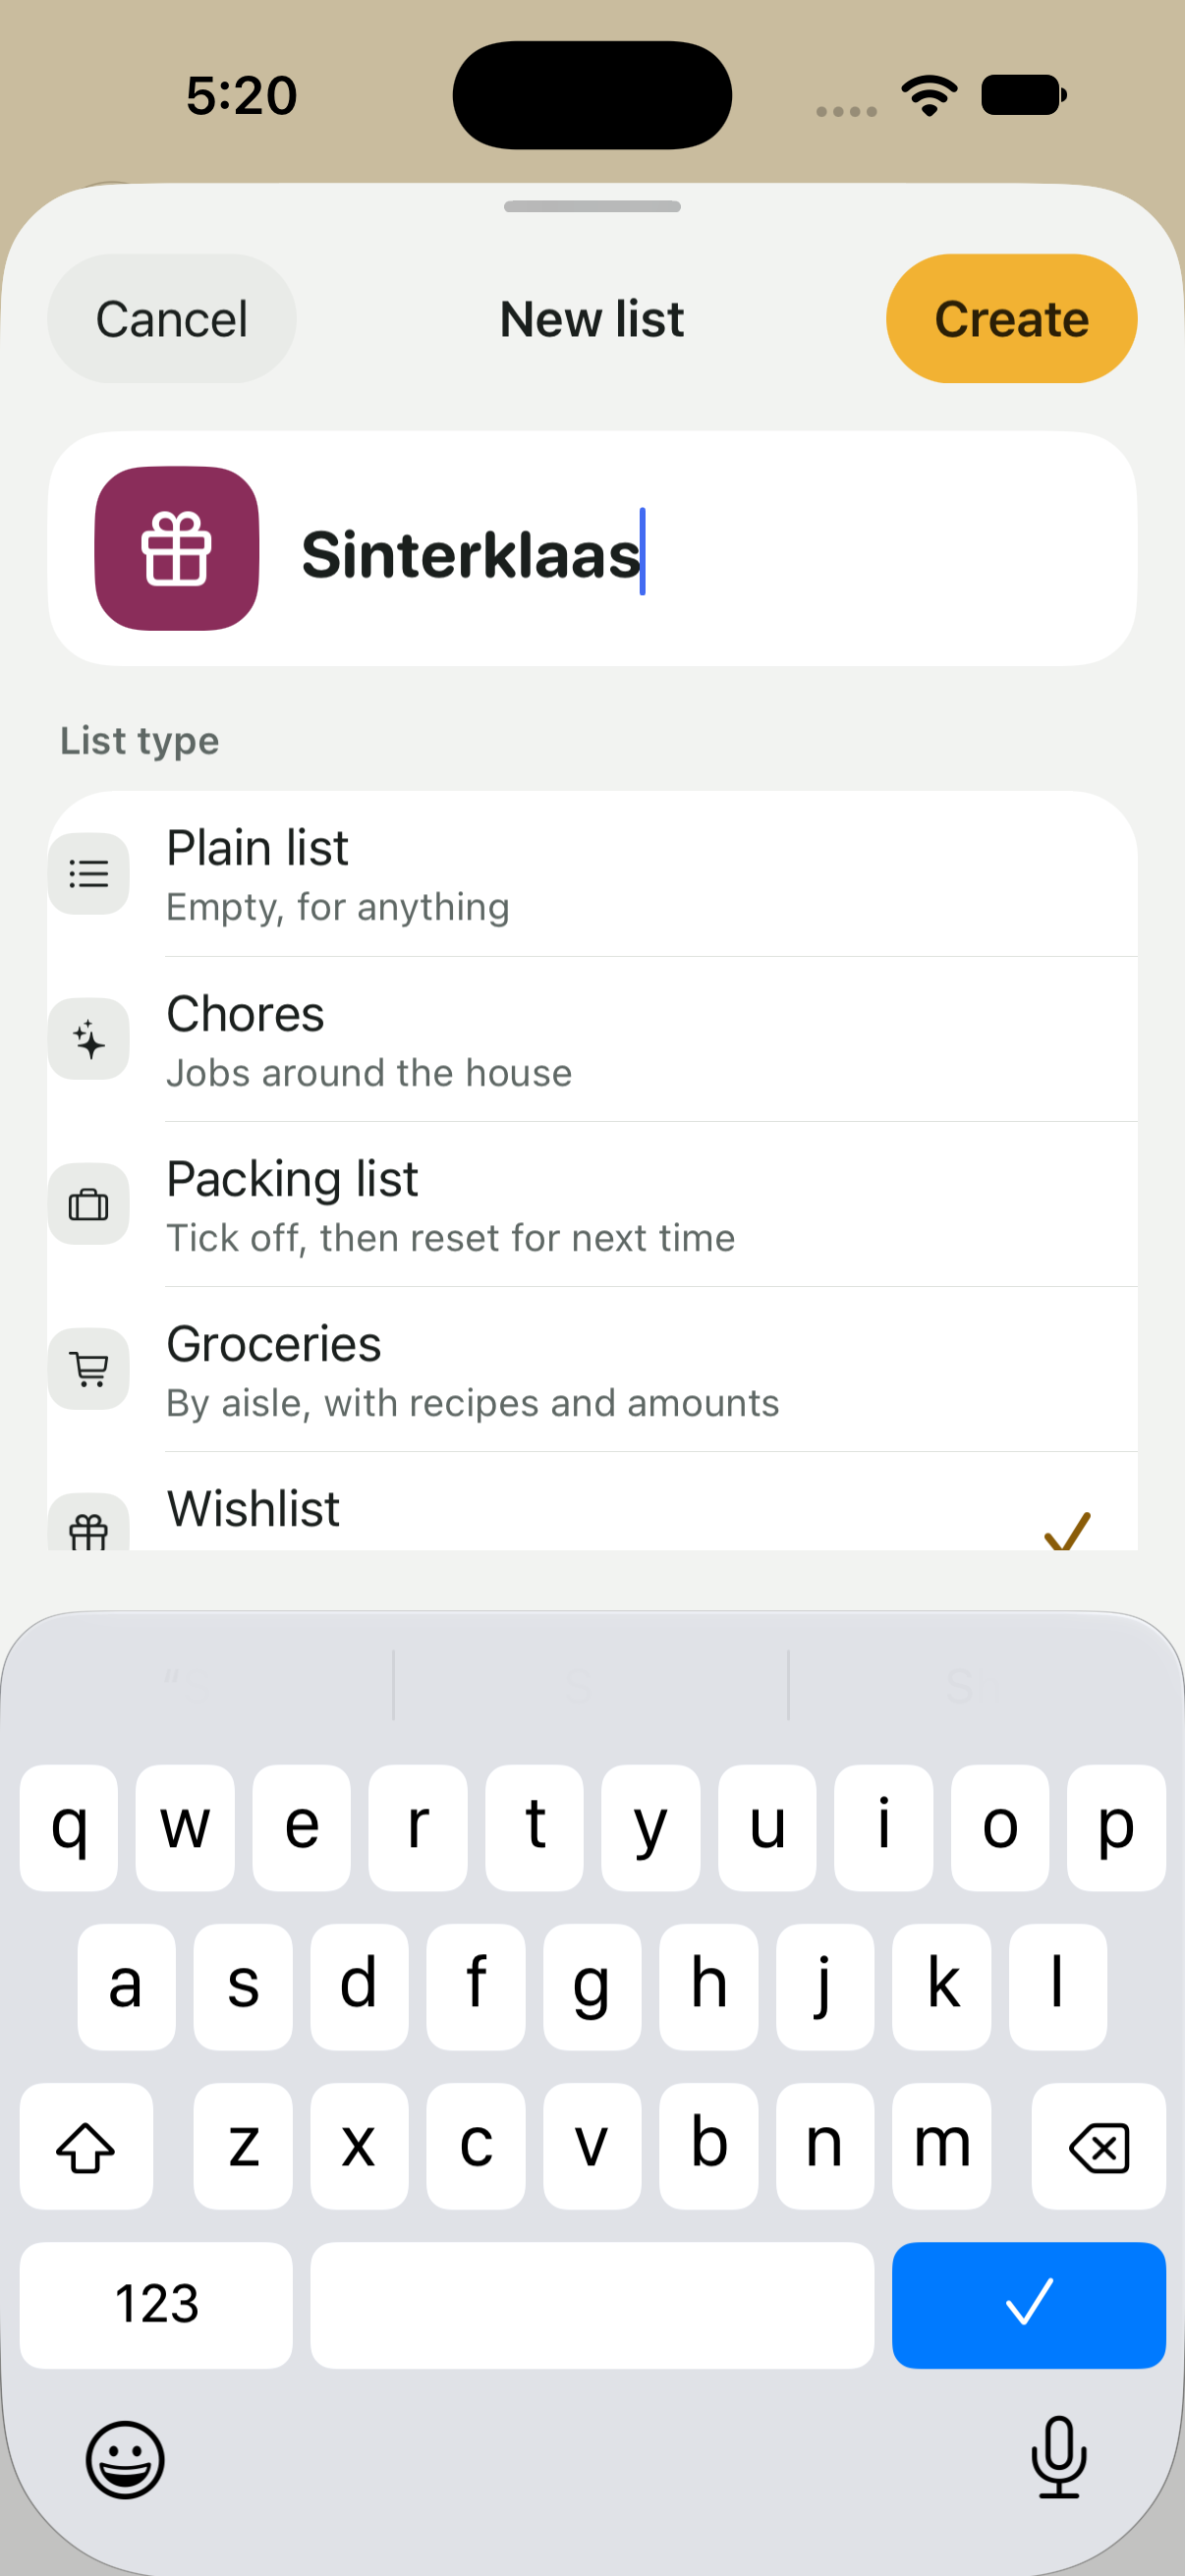 5:20
Cancel
New list
Create
Sinterklaas
List type
Plain list
Empty, for anything
Chores
Jobs around the house
Packing list
Tick off, then reset for next time
Groceries
By aisle, with recipes and amounts
Wishlist
q w e r t y u i o p
a s d f g h j k l
z x c v b n m
123